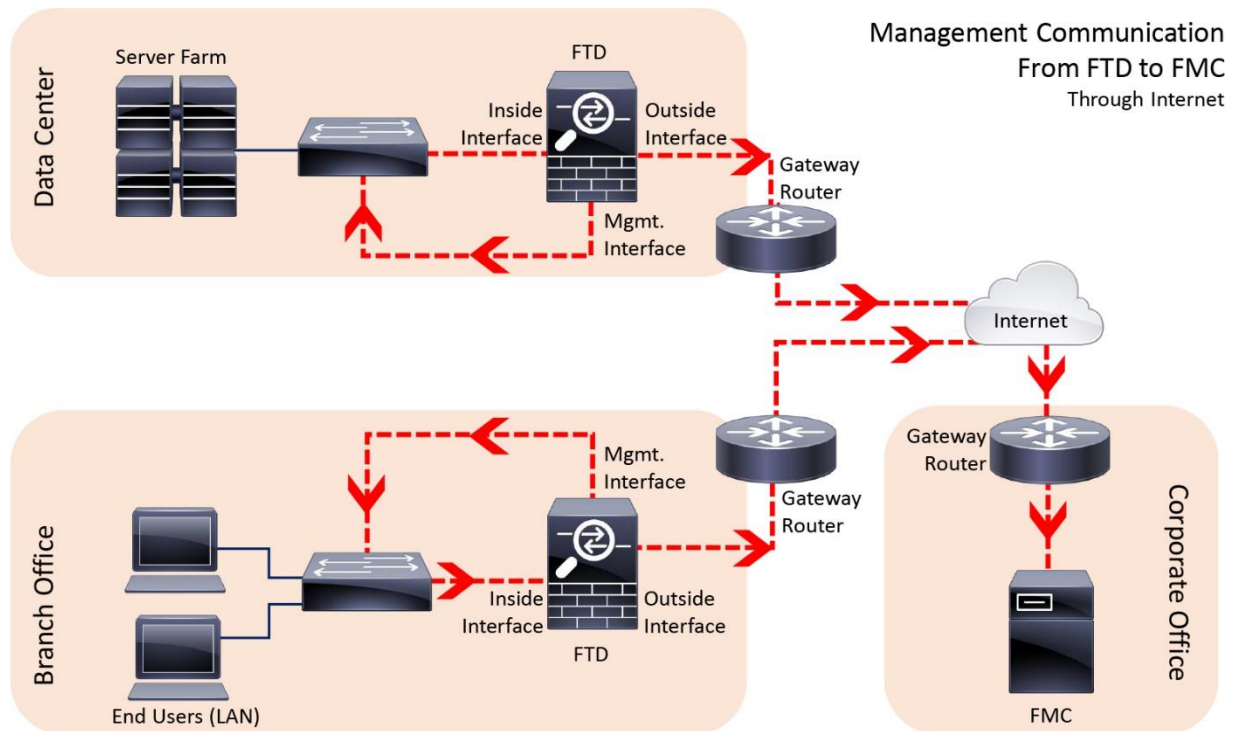 Management Communication
From FTD to FMC
Through Internet
Data Center
Server Farm
FTD
Inside
Interface
Outside
Interface
Mgmt.
Interface
Gateway
Router
Internet
Branch Office
Mgmt.
Interface
Gateway
Router
Inside
Interface
Outside
Interface
FTD
End Users (LAN)
Gateway
Router
Corporate Office
FMC